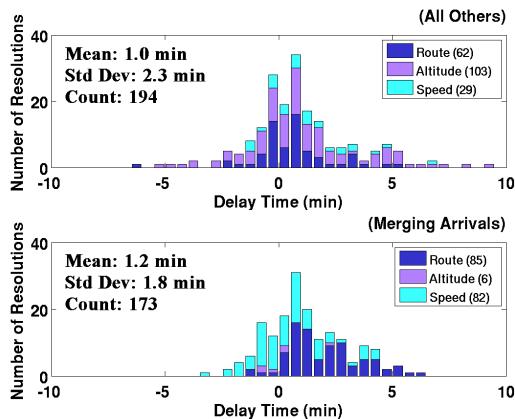 (All Others)
Number of Resolutions
40
20
0
Mean: 1.0 min
Std Dev: 2.3 min
Count: 194
Route (62)
Altitude (103)
Speed (29)
-10 -5 0 5 10
Delay Time (min)
(Merging Arrivals)
Number of Resolutions
40
20
0
Mean: 1.2 min
Std Dev: 1.8 min
Count: 173
Route (85)
Altitude (6)
Speed (82)
-10 -5 0 5 10
Delay Time (min)